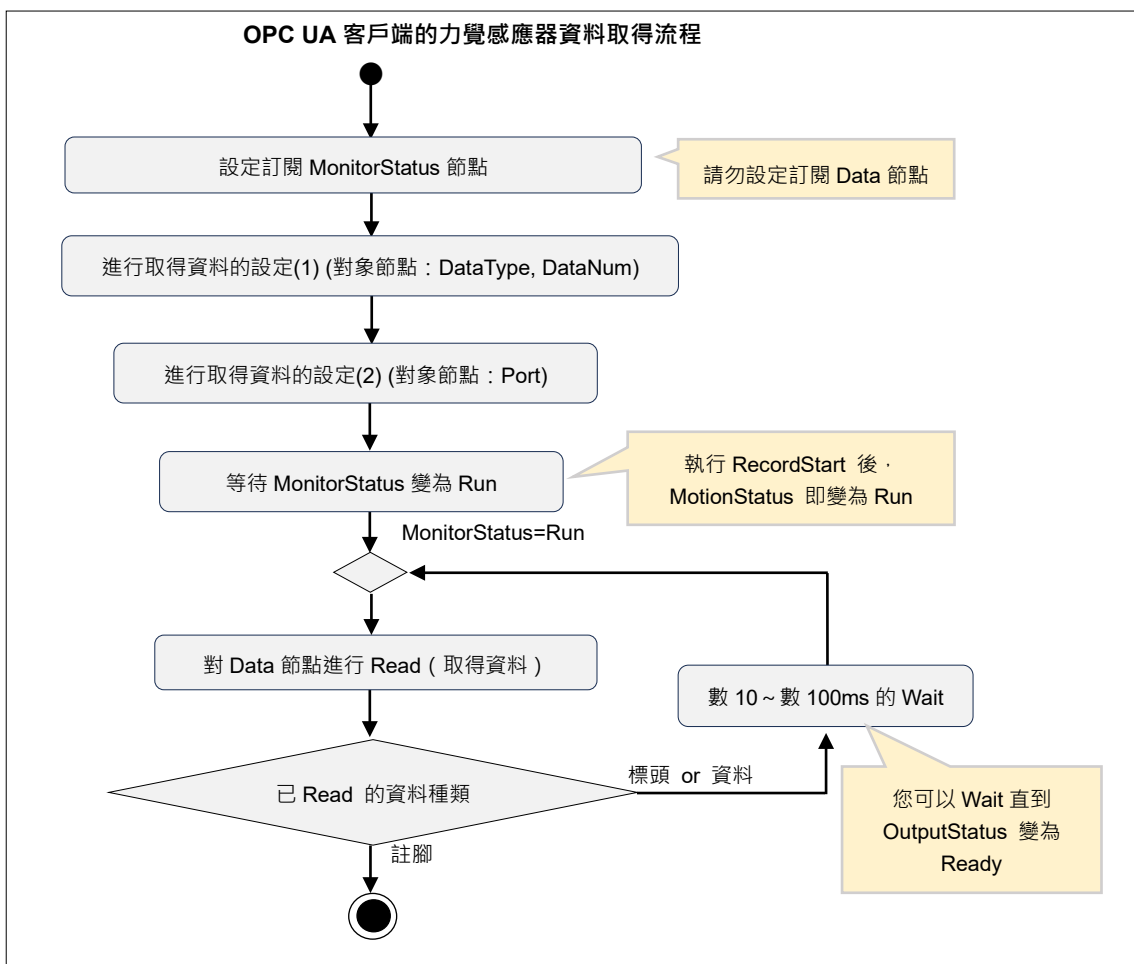 OPC UA 客戶端的力覺感應器資料取得流程
設定訂閱 MonitorStatus 節點
請勿設定訂閱 Data 節點
進行取得資料的設定(1) (對象節點：DataType, DataNum)
進行取得資料的設定(2) (對象節點：Port)
等待 MonitorStatus 變為 Run
執行 RecordStart 後，
MotionStatus 即變為 Run
MonitorStatus=Run
對 Data 節點進行 Read（取得資料）
數 10～數 100ms 的 Wait
已 Read 的資料種類
標頭 or 資料
您可以 Wait 直到
OutputStatus 變為
Ready
註腳